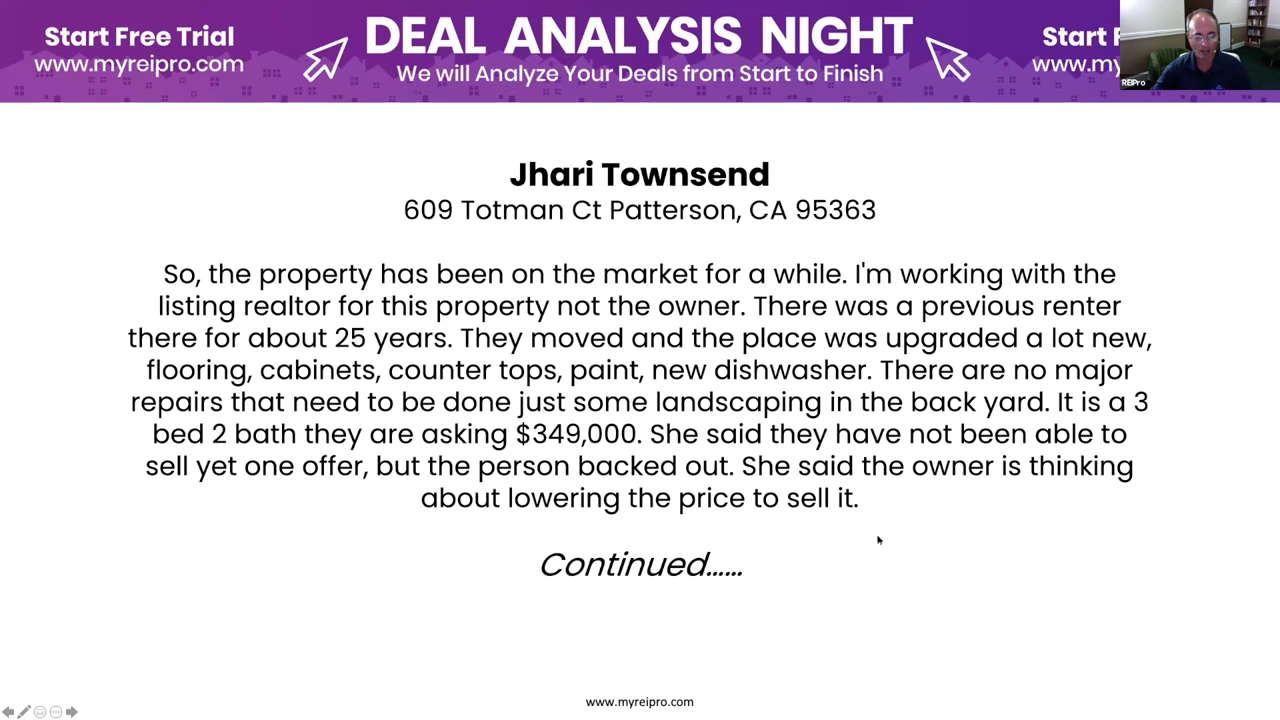 Start Free Trial
www.myreipro.com
DEAL ANALYSIS NIGHT
We will Analyze Your Deals from Start to Finish
Start F
www.my
REIPro
Jhari Townsend
609 Totman Ct Patterson, CA 95363
So, the property has been on the market for a while. I'm working with the
listing realtor for this property not the owner. There was a previous renter
there for about 25 years. They moved and the place was upgraded a lot new,
flooring, cabinets, counter tops, paint, new dishwasher. There are no major
repairs that need to be done just some landscaping in the back yard. It is a 3
bed 2 bath they are asking $349,000. She said they have not been able to
sell yet one offer, but the person backed out. She said the owner is thinking
about lowering the price to sell it.
Continued......
www.myreipro.com